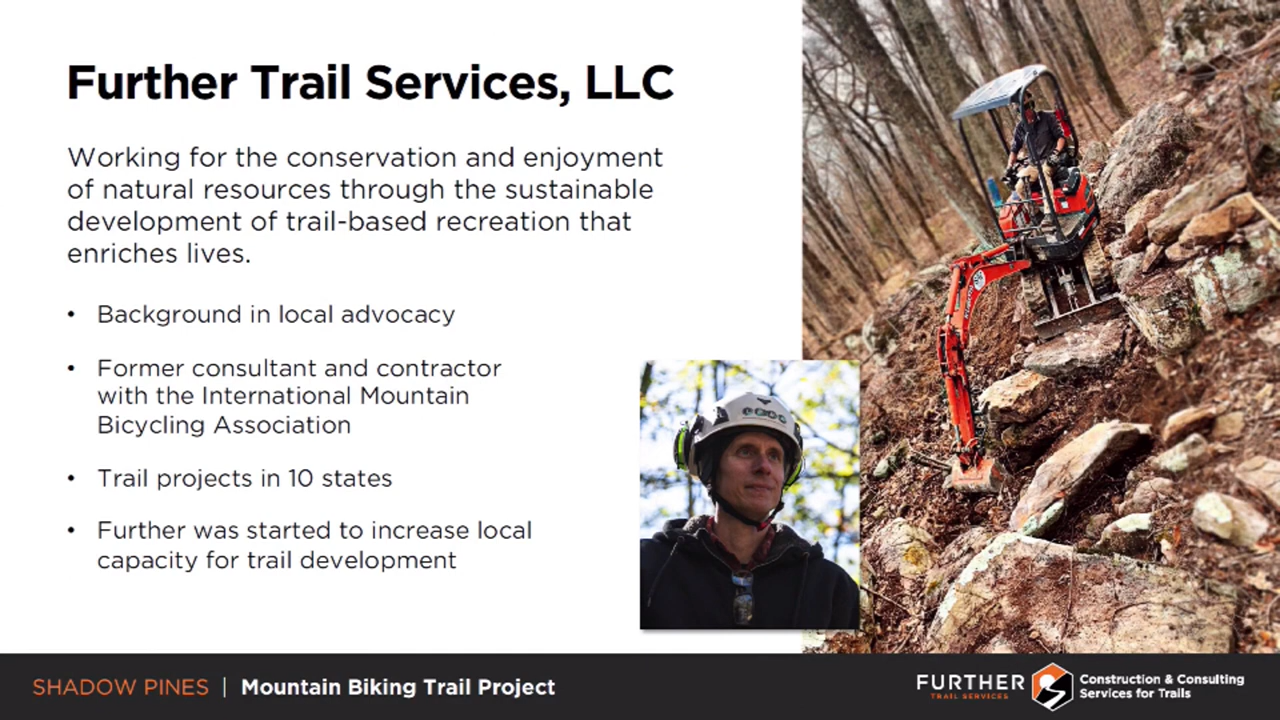 Further Trail Services, LLC
Working for the conservation and enjoyment
of natural resources through the sustainable
development of trail-based recreation that
enriches lives.
• Background in local advocacy
• Former consultant and contractor
with the International Mountain
Bicycling Association
• Trail projects in 10 states
• Further was started to increase local
capacity for trail development
SHADOW PINES | Mountain Biking Trail Project
FURTHER
TRAIL SERVICES
Construction & Consulting
Services for Trails